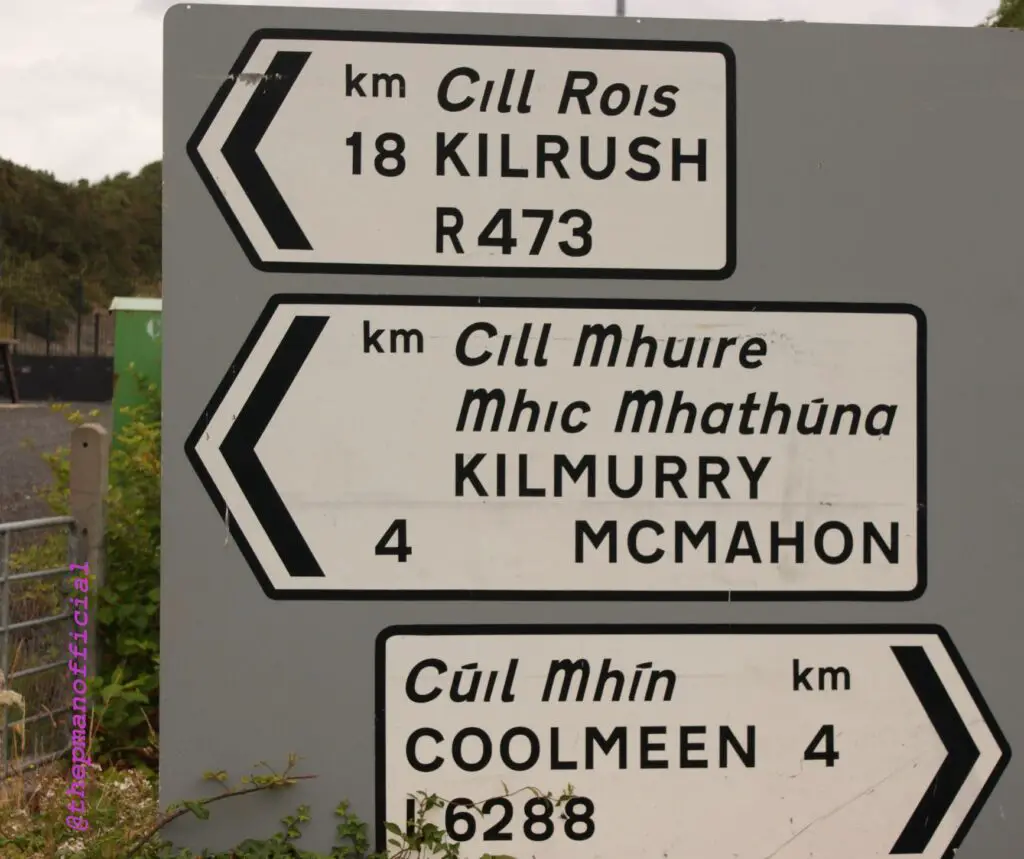 km Cıll Roıs
18 KILRUSH
R473
km Cıll Mhuıre
Mhıc Mhathúna
KILMURRY
4 MCMAHON
Cúıl Mhín km
COOLMEEN 4
6288
@thepmanofficial